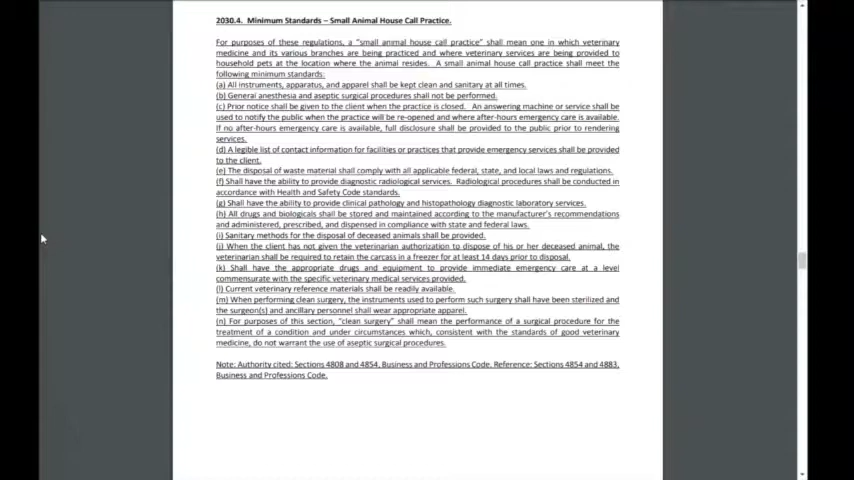 2030.4. Minimum Standards – Small Animal House Call Practice.
For purposes of these regulations, a "small animal house call practice" shall mean one in which veterinary
medicine and its various branches are being practiced and where veterinary services are being provided to
household pets at the location where the animal resides. A small animal house call practice shall meet the
following minimum standards:
(a) All instruments, apparatus, and apparel shall be kept clean and sanitary at all times.
(b) General anesthesia and aseptic surgical procedures shall not be performed.
(c) Prior notice shall be given to the client when the practice is closed. An answering machine or service shall be
used to notify the public when the practice will be re-opened and where after-hours emergency care is available.
If no after-hours emergency care is available, full disclosure shall be provided to the public prior to rendering
services.
(d) A legible list of contact information for facilities or practices that provide emergency services shall be provided
to the client.
(e) The disposal of waste material shall comply with all applicable federal, state, and local laws and regulations.
(f) Shall have the ability to provide diagnostic radiological services. Radiological procedures shall be conducted in
accordance with Health and Safety Code standards.
(g) Shall have the ability to provide clinical pathology and histopathology diagnostic laboratory services.
(h) All drugs and biologicals shall be stored and maintained according to the manufacturer's recommendations
and administered, prescribed, and dispensed in compliance with state and federal laws.
(i) Sanitary methods for the disposal of deceased animals shall be provided.
(j) When the client has not given the veterinarian authorization to dispose of his or her deceased animal, the
veterinarian shall be required to retain the carcass in a freezer for at least 14 days prior to disposal.
(k) Shall have the appropriate drugs and equipment to provide immediate emergency care at a level
commensurate with the specific veterinary medical services provided.
(l) Current veterinary reference materials shall be readily available.
(m) When performing clean surgery, the instruments used to perform such surgery shall have been sterilized and
the surgeon(s) and ancillary personnel shall wear appropriate apparel.
(n) For purposes of this section, "clean surgery" shall mean the performance of a surgical procedure for the
treatment of a condition and under circumstances which, consistent with the standards of good veterinary
medicine, do not warrant the use of aseptic surgical procedures.
Note: Authority cited: Sections 4808 and 4854, Business and Professions Code. Reference: Sections 4854 and 4883,
Business and Professions Code.